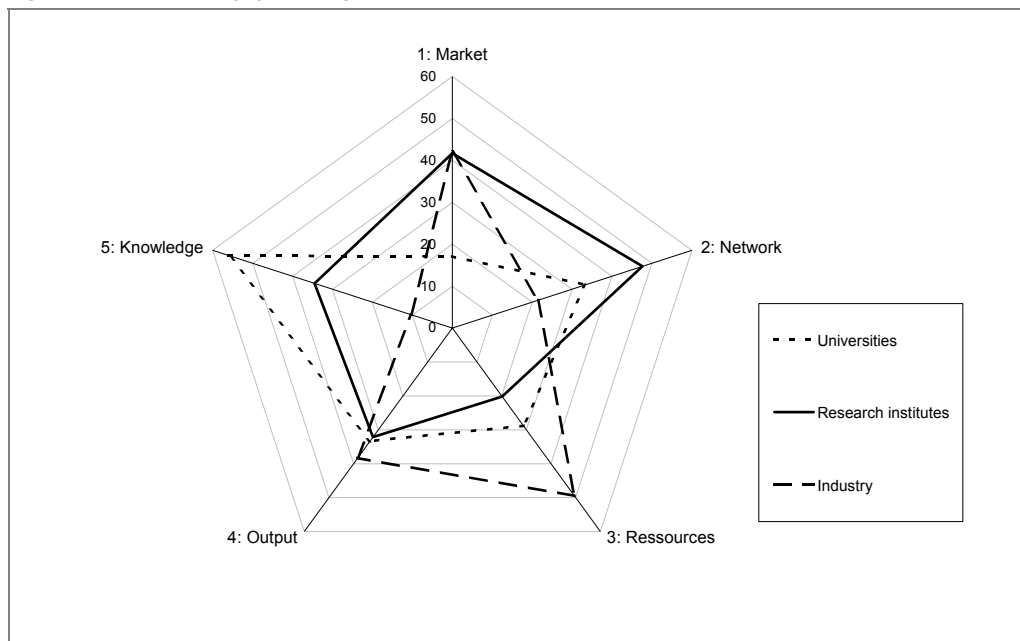 1: Market
60
50
40
30
20
10
0
5: Knowledge
2: Network
4: Output
3: Ressources
Universities
Research institutes
Industry